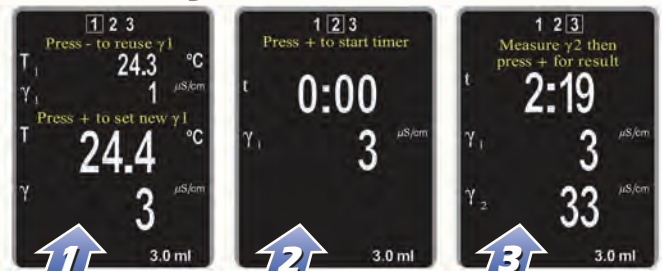 1 2 3
Press - to reuse γ1
T₁ 24.3 °C
γ₁ 1 µS/cm
Press + to set new γ1
T 24.4 °C
γ 3 µS/cm
3.0 ml
1
1 2 3
Press + to start timer
t 0:00
γ₁ 3 µS/cm
3.0 ml
2
1 2 3
Measure γ2 then
press + for result
t 2:19
γ₁ 3 µS/cm
γ₂ 33 µS/cm
3.0 ml
3